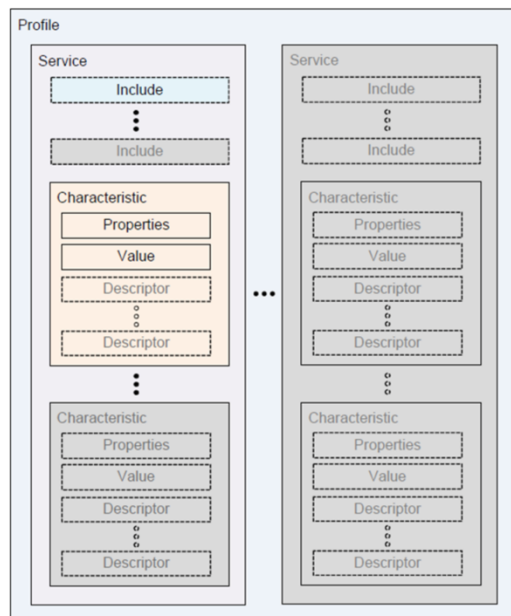 Profile
Service
Include
Include
Characteristic
Properties
Value
Descriptor
Descriptor
Characteristic
Properties
Value
Descriptor
Descriptor
Service
Include
Include
Characteristic
Properties
Value
Descriptor
Descriptor
Characteristic
Properties
Value
Descriptor
Descriptor